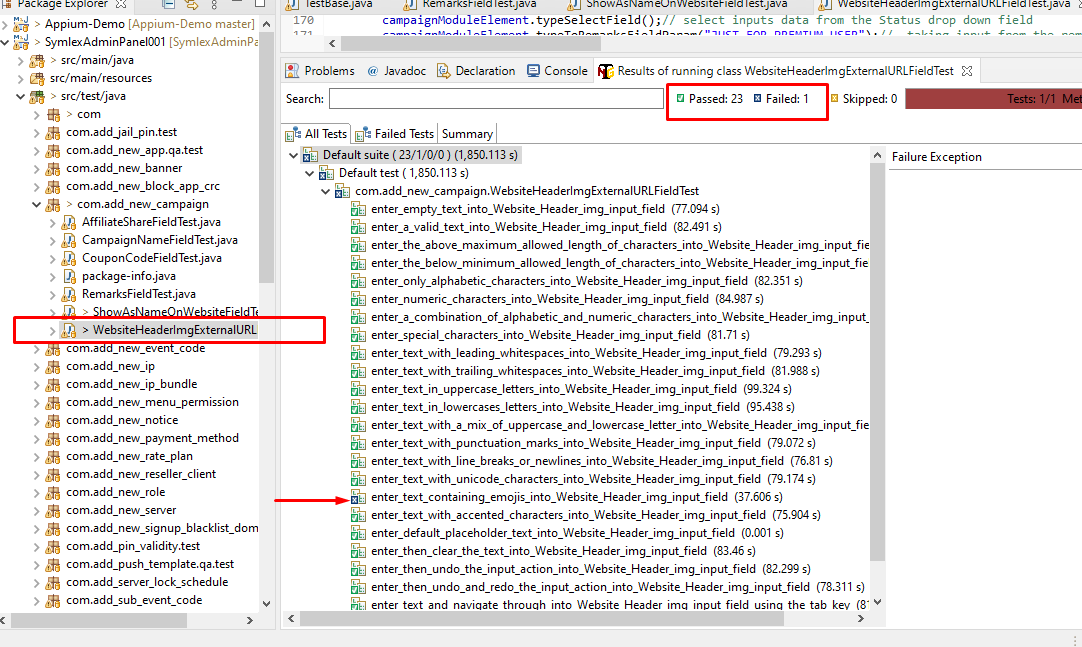 Package Explorer
Appium-Demo [Appium-Demo master]
> SymlexAdminPanel001 [SymlexAdminPa
> src/main/java
src/main/resources
> src/test/java
> com
com.add_jail_pin.test
com.add_new_app.qa.test
com.add_new_banner
com.add_new_block_app_crc
> com.add_new_campaign
AffiliateShareFieldTest.java
CampaignNameFieldTest.java
CouponCodeFieldTest.java
package-info.java
RemarksFieldTest.java
> ShowAsNameOnWebsiteFieldTe
> WebsiteHeaderImgExternalURL
com.add_new_event_code
com.add_new_ip
com.add_new_ip_bundle
com.add_new_menu_permission
com.add_new_notice
com.add_new_payment_method
com.add_new_rate_plan
com.add_new_reseller_client
com.add_new_role
com.add_new_server
com.add_new_signup_blacklist_dom
com.add_pin_validity.test
com.add_push_template.qa.test
com.add_server_lock_schedule
com.add_sub_event_code
TestBase.java
RemarksFieldTest.java
ShowAsNameOnWebsiteFieldTest.java
WebsiteHeaderImgExternalURLFieldTest.java
170 campaignModuleElement.typeSelectField();// select inputs data from the Status drop down field
171 campaignModuleElement.typeToRemarksFieldParam("JUST FOR PREMIUM USER");// taking input from the
Problems
@ Javadoc
Declaration
Console
Results of running class WebsiteHeaderImgExternalURLFieldTest
Search:
Passed: 23
Failed: 1
Skipped: 0
Tests: 1/1 Met
All Tests
Failed Tests
Summary
Default suite ( 23/1/0/0 ) (1,850.113 s)
Default test ( 1,850.113 s)
com.add_new_campaign.WebsiteHeaderImgExternalURLFieldTest
enter_empty_text_into_Website_Header_img_input_field (77.094 s)
enter_a_valid_text_into_Website_Header_img_input_field (82.491 s)
enter_the_above_maximum_allowed_length_of_characters_into_Website_Header_img_input_fie
enter_the_below_minimum_allowed_length_of_characters_into_Website_Header_img_input_fie
enter_only_alphabetic_characters_into_Website_Header_img_input_field (82.351 s)
enter_numeric_characters_into_Website_Header_img_input_field (84.987 s)
enter_a_combination_of_alphabetic_and_numeric_characters_into_Website_Header_img_input_
enter_special_characters_into_Website_Header_img_input_field (81.71 s)
enter_text_with_leading_whitespaces_into_Website_Header_img_input_field (79.293 s)
enter_text_with_trailing_whitespaces_into_Website_Header_img_input_field (81.988 s)
enter_text_in_uppercase_letters_into_Website_Header_img_input_field (99.324 s)
enter_text_in_lowercases_letters_into_Website_Header_img_input_field (95.438 s)
enter_text_with_a_mix_of_uppercase_and_lowercase_letter_into_Website_Header_img_input_fie
enter_text_with_punctuation_marks_into_Website_Header_img_input_field (79.072 s)
enter_text_with_line_breaks_or_newlines_into_Website_Header_img_input_field (76.81 s)
enter_text_with_unicode_characters_into_Website_Header_img_input_field (79.174 s)
enter_text_containing_emojis_into_Website_Header_img_input_field (37.606 s)
enter_text_with_accented_characters_into_Website_Header_img_input_field (75.904 s)
enter_default_placeholder_text_into_Website_Header_img_input_field (0.001 s)
enter_then_clear_the_text_into_Website_Header_img_input_field (83.46 s)
enter_then_undo_the_input_action_into_Website_Header_img_input_field (82.299 s)
enter_then_undo_and_redo_the_input_action_into_Website_Header_img_input_field (78.311 s)
enter_text_and_navigate_through_into_Website_Header_img_input_field_using_the_tab_key (8
Failure Exception